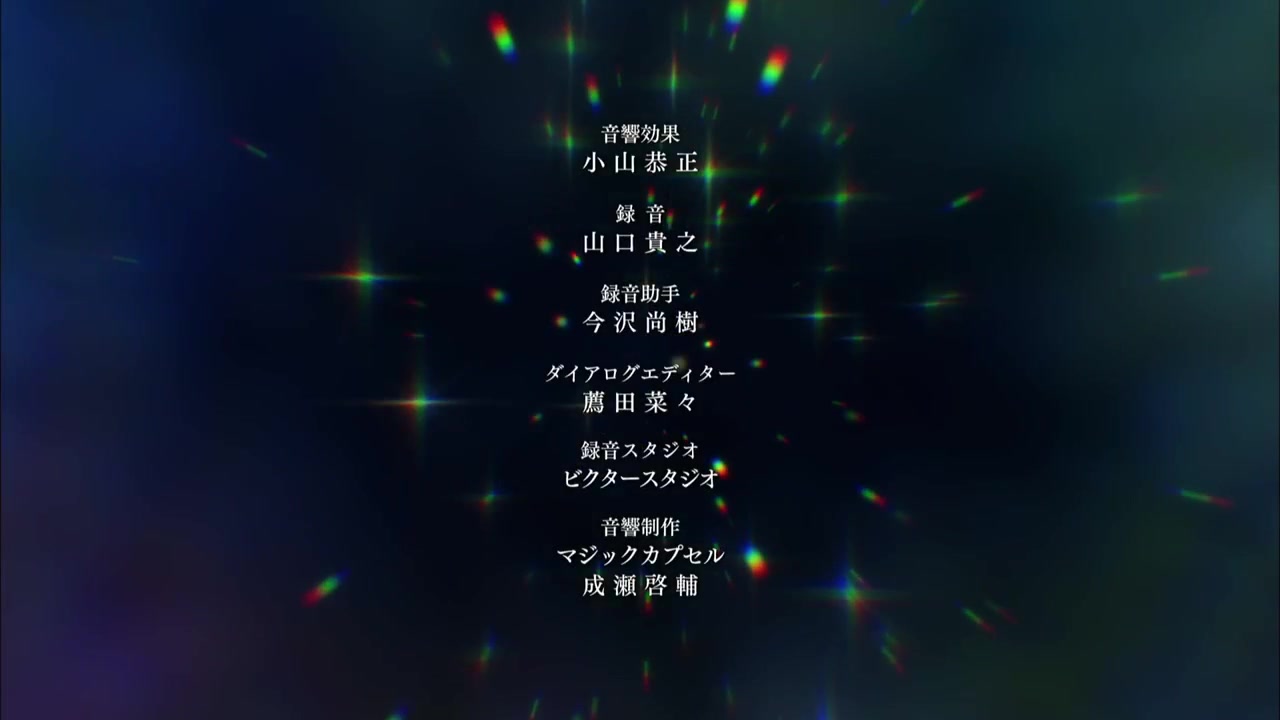 音響効果
小山恭正
録音
山口貴之
録音助手
今沢尚樹
ダイアログエディター
薦田菜々
録音スタジオ
ビクタースタジオ
音響制作
マジックカプセル
成瀬啓輔